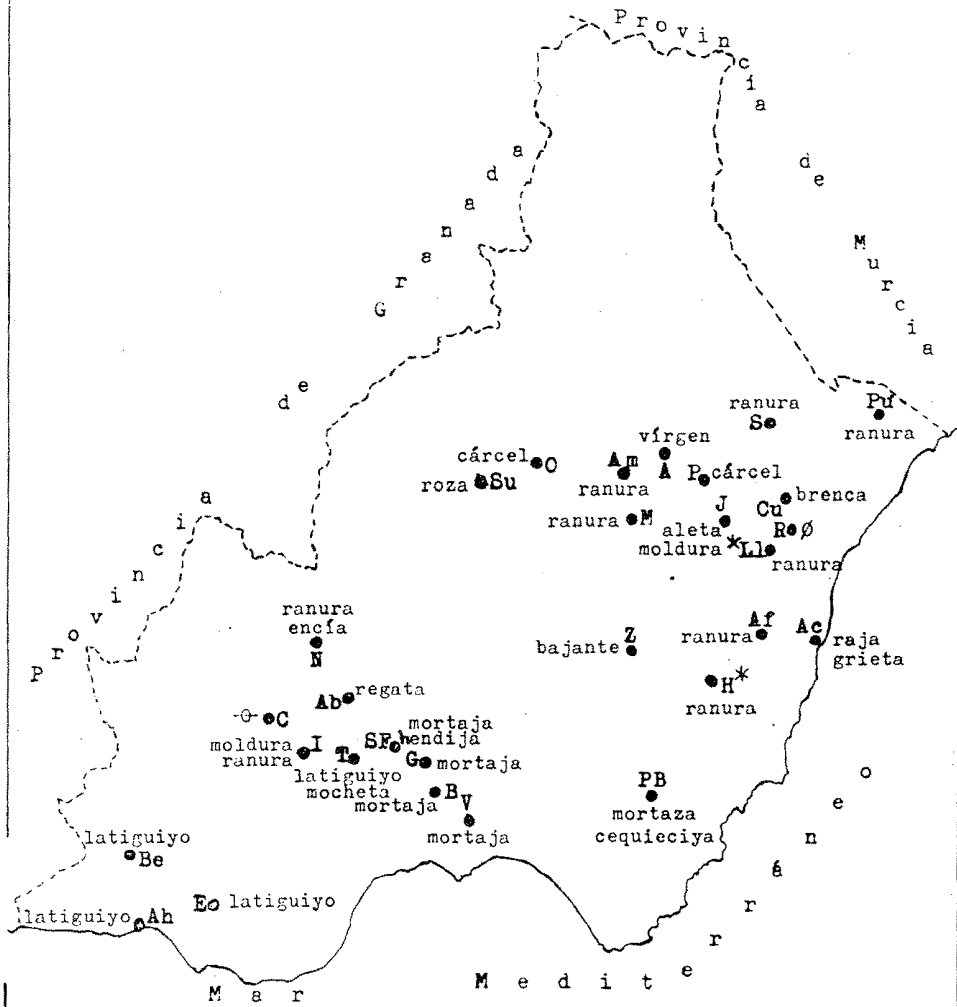 Provincia de Murcia
Provincia de Granada
ranura
S
Pu
ranura
vírgen
A
cárcel
O
Am
ranura
P
cárcel
roza
Su
brenca
Cu
ranura
M
J
aleta
moldura
*
R
Ø
Ll
ranura
ranura
encía
N
bajante
Z
Af
ranura
Ac
raja
grieta
Ab
regata
H
*
ranura
C
moldura
ranura
I
T
latiguiyo
mocheta
SF
mortaja
hendija
G
mortaja
mortaja
B
V
mortaja
PB
mortaza
cequieciya
latiguiyo
Be
E
latiguiyo
latiguiyo
Ah
Mar Mediterráneo